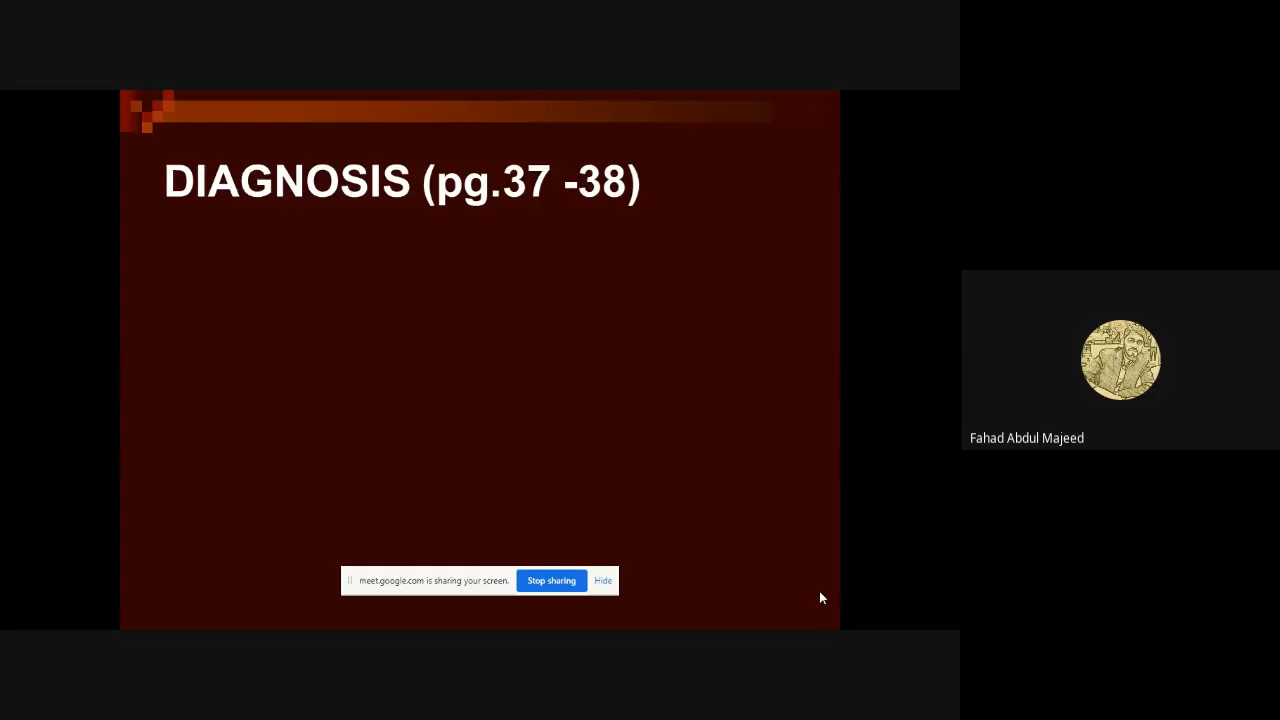 DIAGNOSIS (pg.37 -38)
Fahad Abdul Majeed
meet.google.com is sharing your screen. Stop sharing Hide